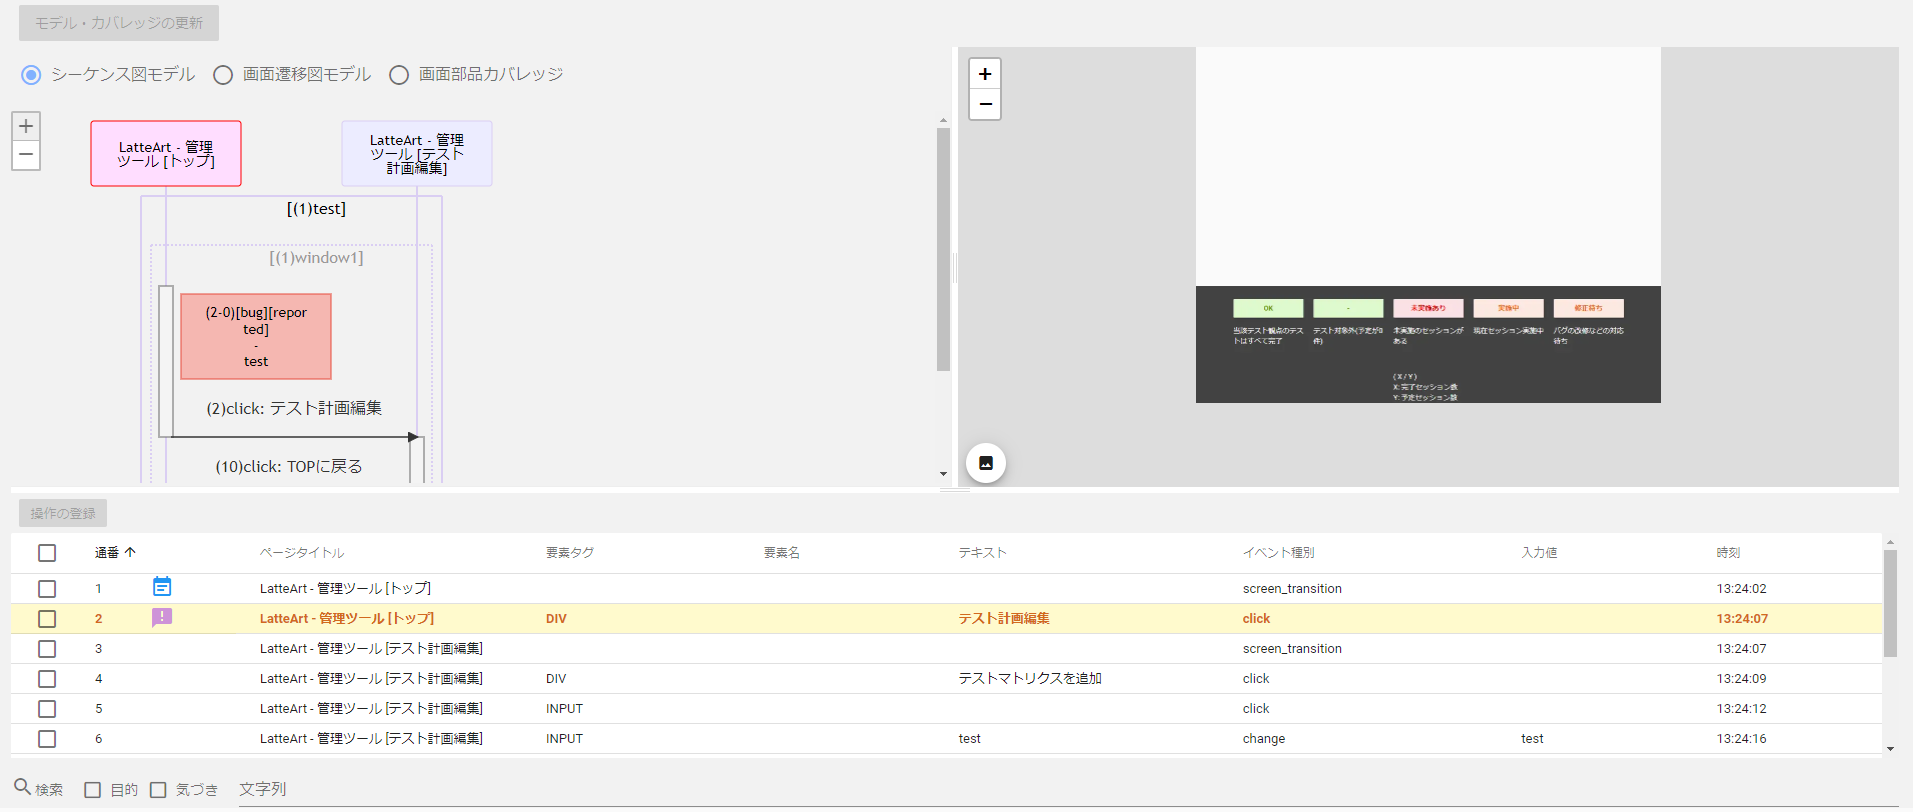 モデル・カバレッジの更新
シーケンス図モデル 画面遷移図モデル 画面部品カバレッジ
+
−
LatteArt - 管理
ツール [トップ]
LatteArt - 管理
ツール [テスト
計画編集]
[(1)test]
[(1)window1]
(2-0)[bug][repor
ted]
-
test
(2)click: テスト計画編集
(10)click: TOPに戻る
+
−
OK
当該テスト観点のテス
トはすべて完了
-
テスト対象外(予定が0
件)
未実施あり
未実施のセッションが
ある
実施中
現在セッション実施中
修正待ち
バグの改修などの対応
待ち
( X / Y )
X: 完了セッション数
Y: 予定セッション数
操作の登録
通番 ページタイトル 要素タグ 要素名 テキスト イベント種別 入力値 時刻
1 LatteArt - 管理ツール [トップ] screen_transition 13:24:02
2 LatteArt - 管理ツール [トップ] DIV テスト計画編集 click 13:24:07
3 LatteArt - 管理ツール [テスト計画編集] screen_transition 13:24:07
4 LatteArt - 管理ツール [テスト計画編集] DIV テストマトリクスを追加 click 13:24:09
5 LatteArt - 管理ツール [テスト計画編集] INPUT click 13:24:12
6 LatteArt - 管理ツール [テスト計画編集] INPUT test change test 13:24:16
検索 目的 気づき 文字列